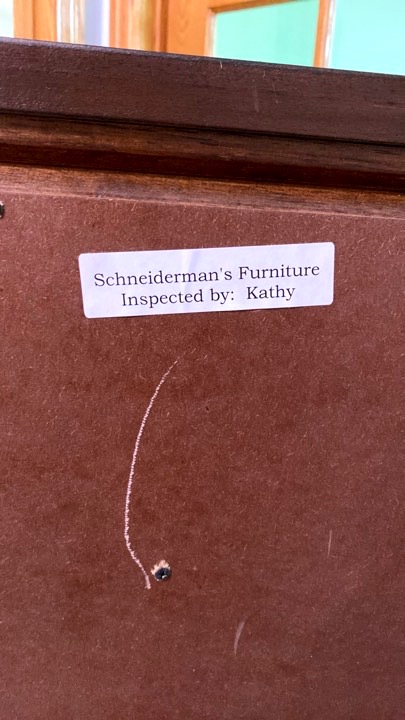 Schneiderman's Furniture
Inspected by: Kathy